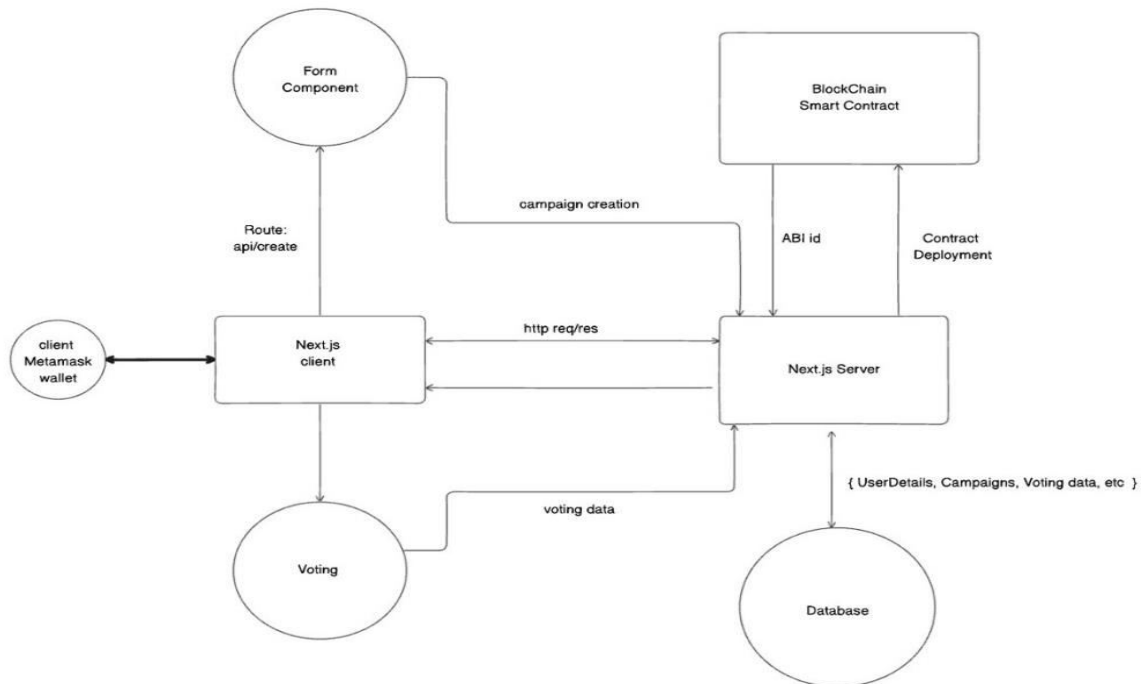 Form
Component
BlockChain
Smart Contract
campaign creation
Route:
api/create
ABI id
Contract
Deployment
client
Metamask
wallet
Next.js
client
http req/res
Next.js Server
{ UserDetails, Campaigns, Voting data, etc }
voting data
Voting
Database